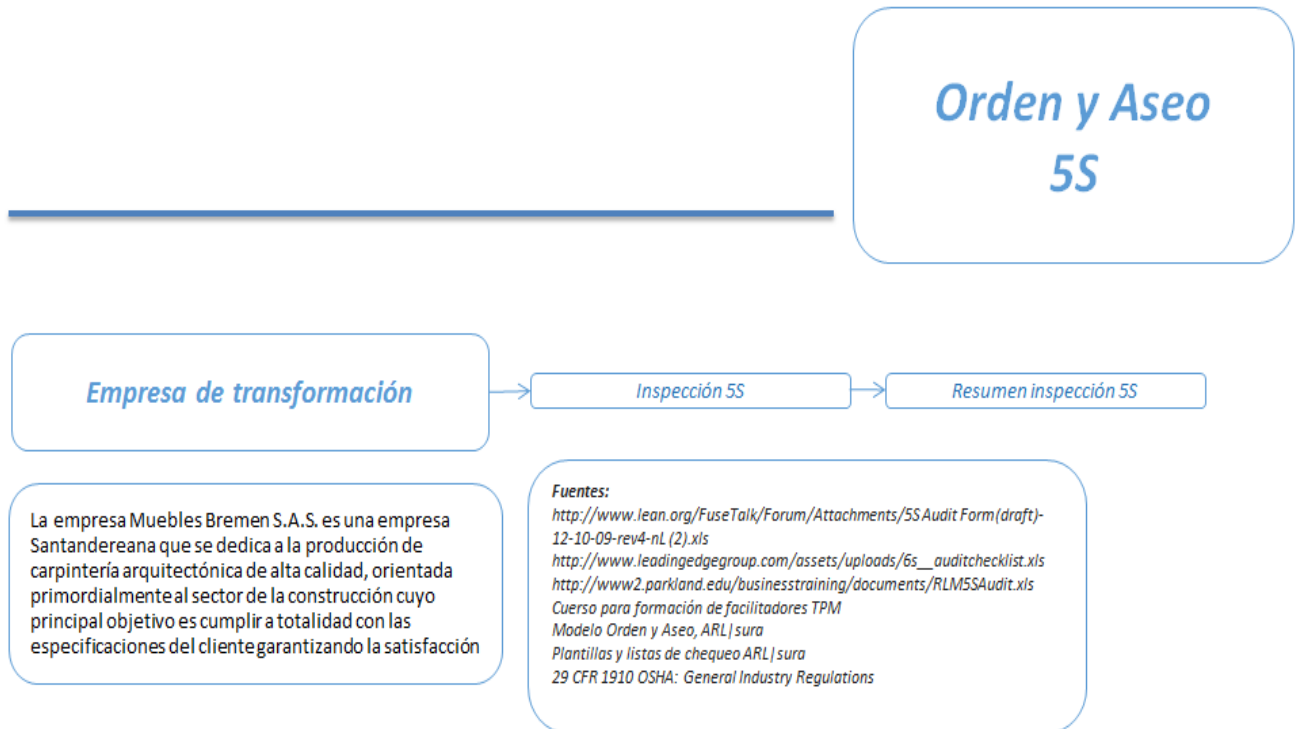 Orden y Aseo
5S
Empresa de transformación
Inspección 5S
Resumen inspección 5S
La empresa Muebles Bremen S.A.S. es una empresa
Santandereana que se dedica a la producción de
carpintería arquitectónica de alta calidad, orientada
primordialmente al sector de la construcción cuyo
principal objetivo es cumplir a totalidad con las
especificaciones del cliente garantizando la satisfacción
Fuentes:
http://www.lean.org/FuseTalk/Forum/Attachments/5S Audit Form(draft)-
12-10-09-rev4-nL (2).xls
http://www.leadingedgegroup.com/assets/uploads/6s__auditchecklist.xls
http://www2.parkland.edu/businesstraining/documents/RLM5SAudit.xls
Cuerso para formación de facilitadores TPM
Modelo Orden y Aseo, ARL|sura
Plantillas y listas de chequeo ARL|sura
29 CFR 1910 OSHA: General Industry Regulations